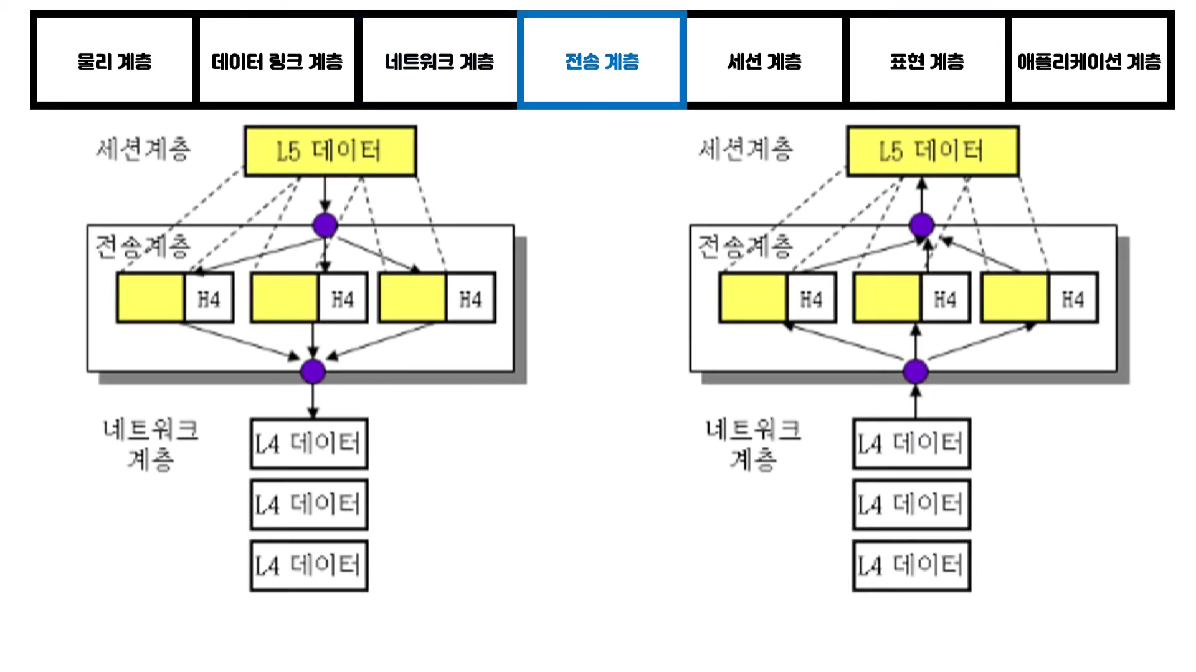 물리 계층
데이터 링크 계층
네트워크 계층
전송 계층
세션 계층
표현 계층
애플리케이션 계층
세션계층
L5 데이터
전송계층
H4
H4
H4
네트워크
계층
L4 데이터
L4 데이터
L4 데이터
세션계층
L5 데이터
전송계층
H4
H4
H4
네트워크
계층
L4 데이터
L4 데이터
L4 데이터